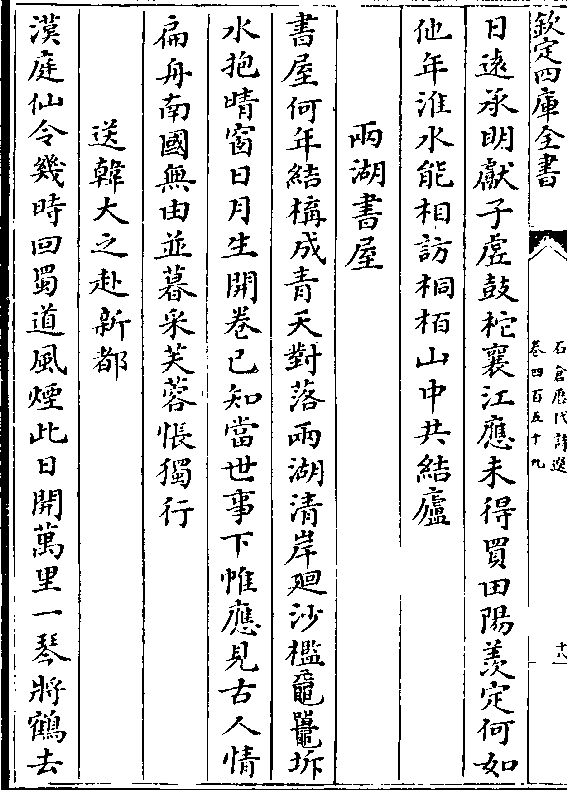 欽定四庫全書
石倉歷代詩選
卷四百五十九
十八
日遠承明獻子虗鼓柁襄江應未得買田陽羨定何如
他年淮水能相訪桐栢山中共結廬
兩湖書屋
書屋何年結構成青天對落兩湖清岸廻沙檻黿鼉坼
水抱晴窗日月生開卷已知當世事下帷應見古人情
扁舟南國無由並暮采芙蓉悵獨行
送韓大之赴新都
漢庭仙令幾時回蜀道風煙此日開萬里一琴將鶴去